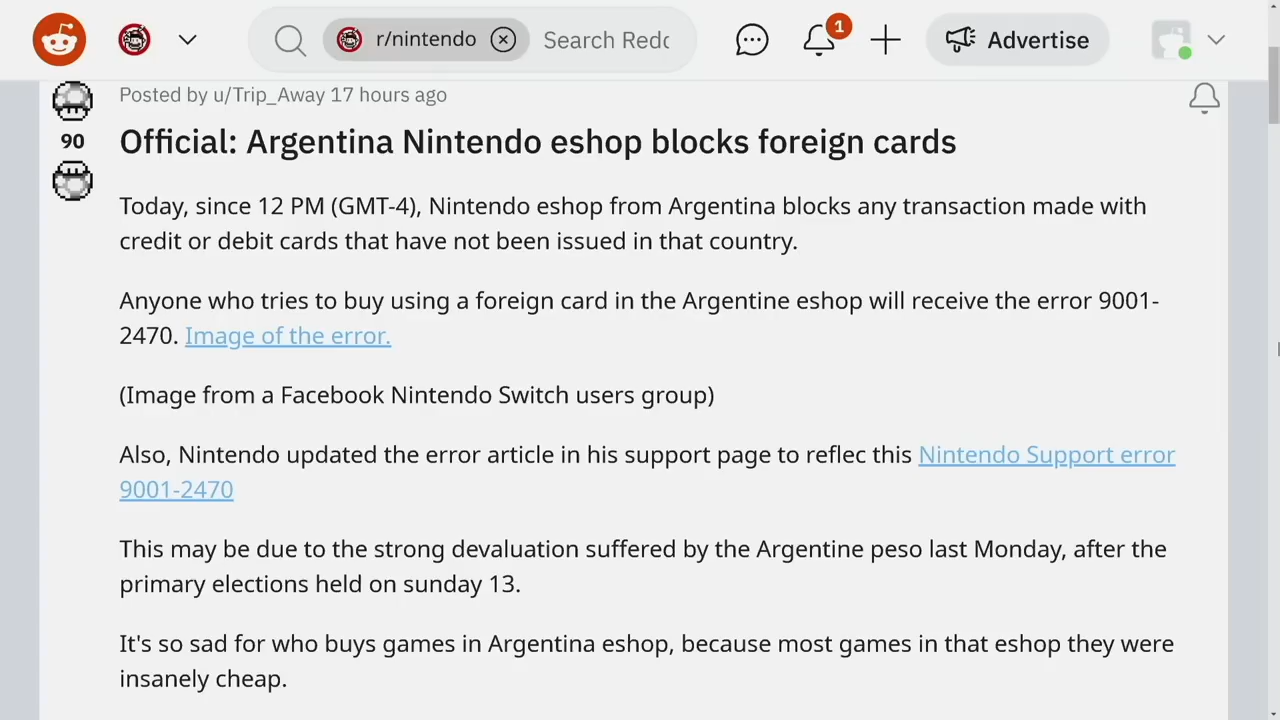 r/nintendo
Search Redd
1
Advertise
Posted by u/Trip_Away 17 hours ago
90
Official: Argentina Nintendo eshop blocks foreign cards
Today, since 12 PM (GMT-4), Nintendo eshop from Argentina blocks any transaction made with
credit or debit cards that have not been issued in that country.
Anyone who tries to buy using a foreign card in the Argentine eshop will receive the error 9001-
2470. Image of the error.
(Image from a Facebook Nintendo Switch users group)
Also, Nintendo updated the error article in his support page to reflec this Nintendo Support error
9001-2470
This may be due to the strong devaluation suffered by the Argentine peso last Monday, after the
primary elections held on sunday 13.
It's so sad for who buys games in Argentina eshop, because most games in that eshop they were
insanely cheap.